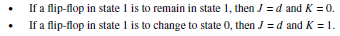 • If a flip-flop in state 1 is to remain in state 1, then J = d and K = 0.
• If a flip-flop in state 1 is to change to state 0, then J = d and K = 1.